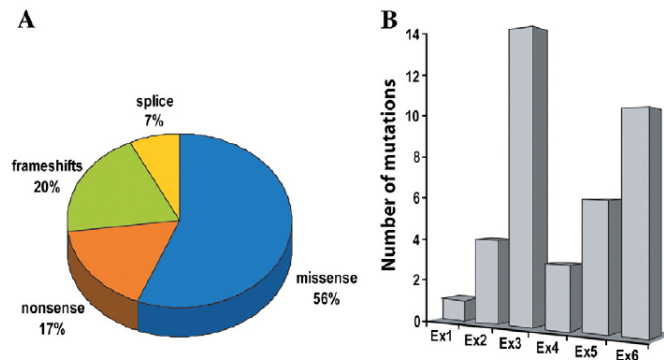 A
splice
7%
frameshifts
20%
missense
56%
nonsense
17%
B
Number of mutations
14
12
10
8
6
4
2
0
Ex1
Ex2
Ex3
Ex4
Ex5
Ex6